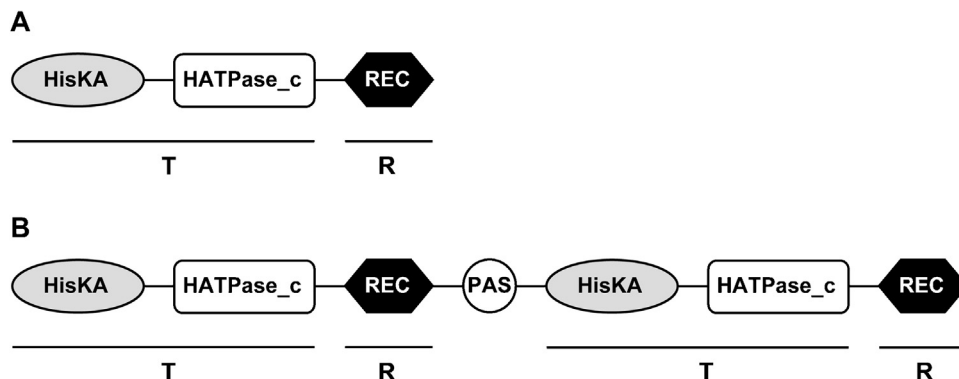 A
HisKA HATPase_c REC
T R
B
HisKA HATPase_c REC PAS HisKA HATPase_c REC
T R T R